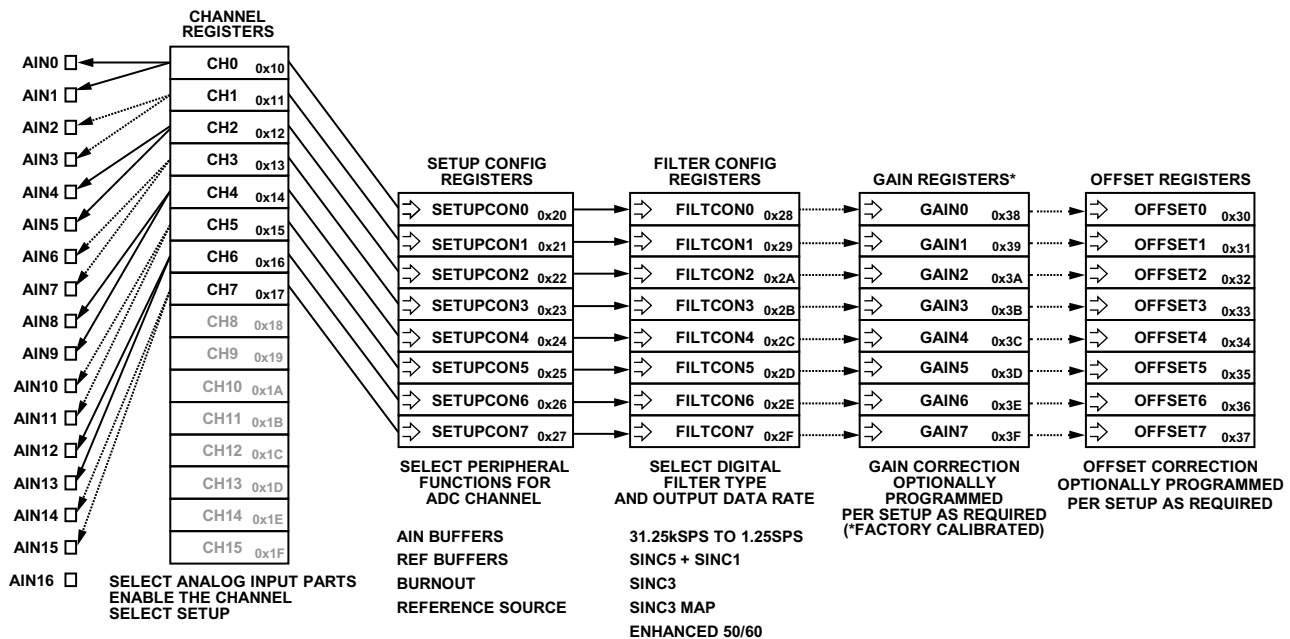 CHANNEL
REGISTERS
AIN0
AIN1
AIN2
AIN3
AIN4
AIN5
AIN6
AIN7
AIN8
AIN9
AIN10
AIN11
AIN12
AIN13
AIN14
AIN15
AIN16
CH0 0x10
CH1 0x11
CH2 0x12
CH3 0x13
CH4 0x14
CH5 0x15
CH6 0x16
CH7 0x17
CH8 0x18
CH9 0x19
CH10 0x1A
CH11 0x1B
CH12 0x1C
CH13 0x1D
CH14 0x1E
CH15 0x1F
SELECT ANALOG INPUT PARTS
ENABLE THE CHANNEL
SELECT SETUP
SETUP CONFIG
REGISTERS
SETUPCON0 0x20
SETUPCON1 0x21
SETUPCON2 0x22
SETUPCON3 0x23
SETUPCON4 0x24
SETUPCON5 0x25
SETUPCON6 0x26
SETUPCON7 0x27
SELECT PERIPHERAL
FUNCTIONS FOR
ADC CHANNEL
AIN BUFFERS
REF BUFFERS
BURNOUT
REFERENCE SOURCE
FILTER CONFIG
REGISTERS
FILTCON0 0x28
FILTCON1 0x29
FILTCON2 0x2A
FILTCON3 0x2B
FILTCON4 0x2C
FILTCON5 0x2D
FILTCON6 0x2E
FILTCON7 0x2F
SELECT DIGITAL
FILTER TYPE
AND OUTPUT DATA RATE
31.25kSPS TO 1.25SPS
SINC5 + SINC1
SINC3
SINC3 MAP
ENHANCED 50/60
GAIN REGISTERS*
GAIN0 0x38
GAIN1 0x39
GAIN2 0x3A
GAIN3 0x3B
GAIN4 0x3C
GAIN5 0x3D
GAIN6 0x3E
GAIN7 0x3F
GAIN CORRECTION
OPTIONALLY
PROGRAMMED
PER SETUP AS REQUIRED
(*FACTORY CALIBRATED)
OFFSET REGISTERS
OFFSET0 0x30
OFFSET1 0x31
OFFSET2 0x32
OFFSET3 0x33
OFFSET4 0x34
OFFSET5 0x35
OFFSET6 0x36
OFFSET7 0x37
OFFSET CORRECTION
OPTIONALLY PROGRAMMED
PER SETUP AS REQUIRED